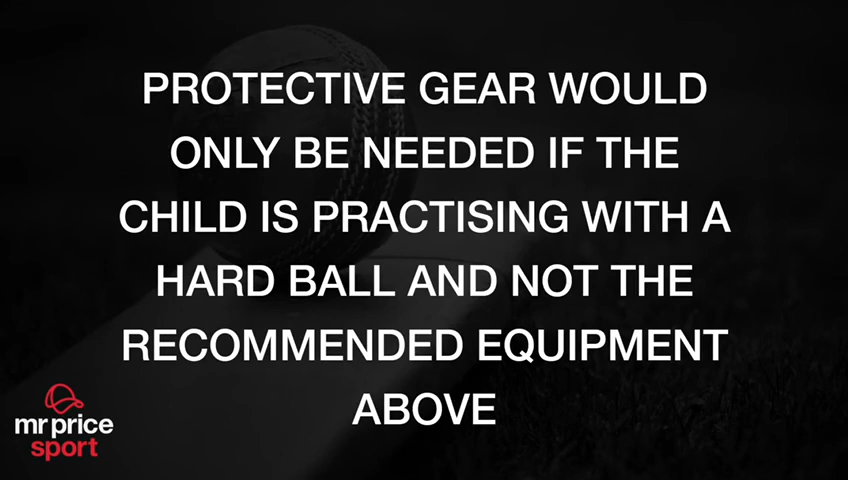 PROTECTIVE GEAR WOULD
ONLY BE NEEDED IF THE
CHILD IS PRACTISING WITH A
HARD BALL AND NOT THE
RECOMMENDED EQUIPMENT
ABOVE
mr price
sport